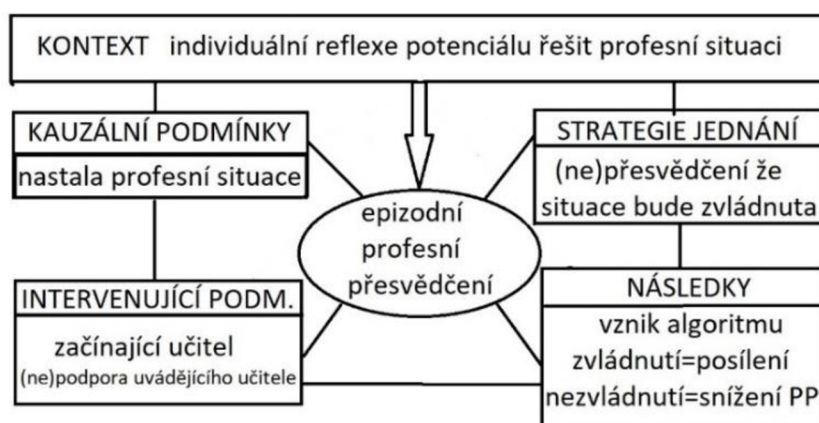 KONTEXT individuální reflexe potenciálu řešit profesní situaci
KAUZÁLNÍ PODMÍNKY
nastala profesní situace
STRATEGIE JEDNÁNÍ
(ne)přesvědčení že
situace bude zvládnuta
epizodní
profesní
přesvědčení
INTERVENUJÍCÍ PODM.
začínající učitel
(ne)podpora uvádějícího učitele
NÁSLEDKY
vznik algoritmu
zvládnutí=posílení
nezvládnutí=snížení PP